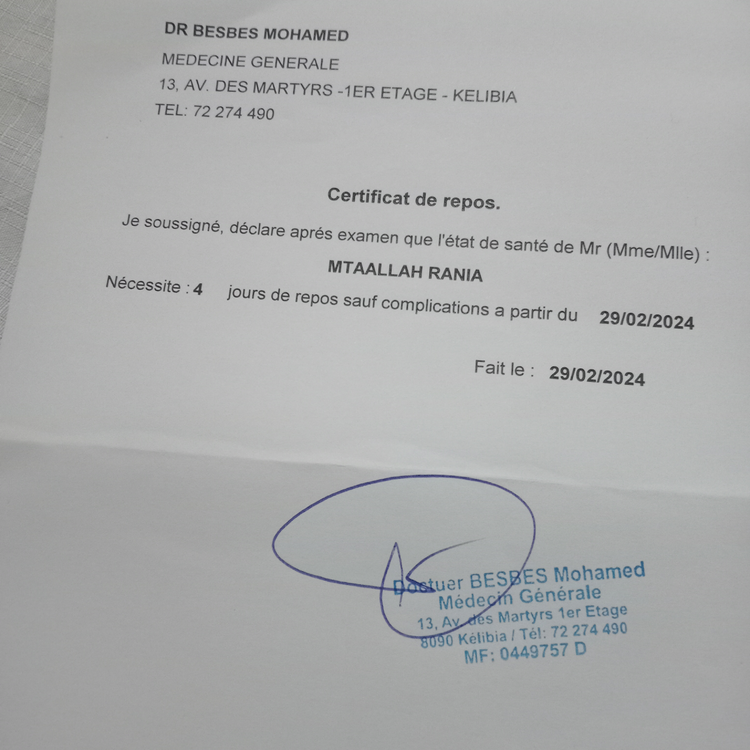 DR BESBES MOHAMED
MEDECINE GENERALE
13, AV. DES MARTYRS -1ER ETAGE - KELIBIA
TEL: 72 274 490
Certificat de repos.
Je soussigné, déclare aprés examen que l'état de santé de Mr (Mme/Mlle) :
MTAALLAH RANIA
Nécessite : 4 jours de repos sauf complications a partir du 29/02/2024
Fait le : 29/02/2024
Doctuer BESBES Mohamed
Médecin Générale
13, Av. des Martyrs 1er Etage
8090 Kélibia / Tél: 72 274 490
MF: 0449757 D